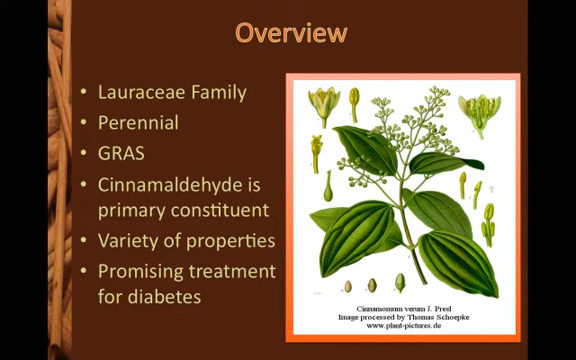 Overview
• Lauraceae Family
• Perennial
• GRAS
• Cinnamaldehyde is
primary constituent
• Variety of properties
• Promising treatment
for diabetes
Cinnamomum verum J. Presl
Image processed by Thomas Schoepke
www.plant-pictures.de